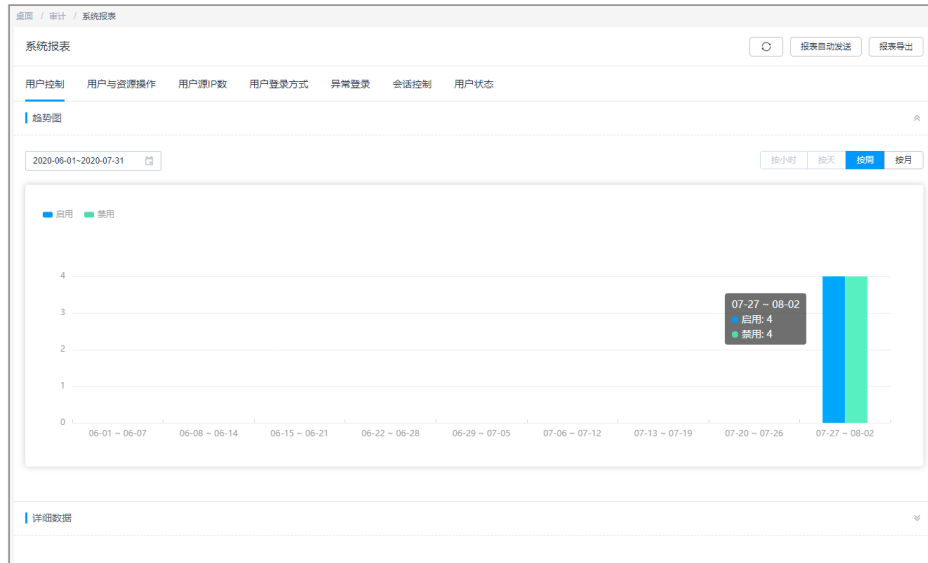 桌面 / 审计 / 系统报表
系统报表
报表自动发送 报表导出
用户控制 用户与资源操作 用户源IP数 用户登录方式 异常登录 会话控制 用户状态
趋势图
2020-06-01~2020-07-31
按小时 按天 按周 按月
启用 禁用
4
3
2
1
0
07-27 ~ 08-02
启用: 4
禁用: 4
06-01 ~ 06-07 06-08 ~ 06-14 06-15 ~ 06-21 06-22 ~ 06-28 06-29 ~ 07-05 07-06 ~ 07-12 07-13 ~ 07-19 07-20 ~ 07-26 07-27 ~ 08-02
详细数据